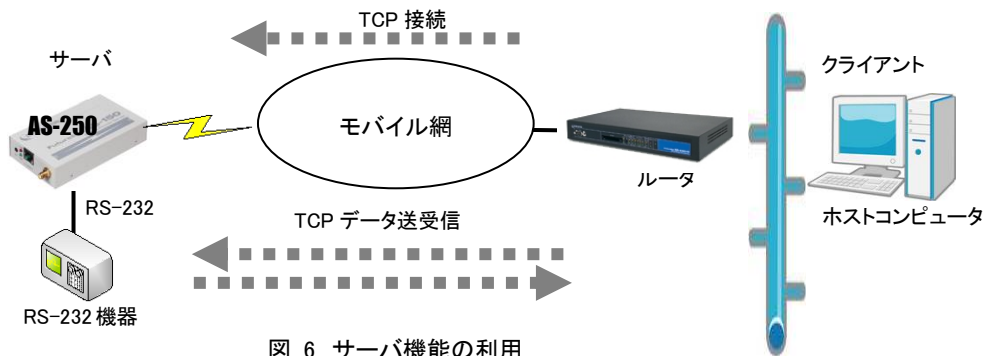 TCP 接続
サーバ
クライアント
AS-250
モバイル網
ルータ
RS-232
TCP データ送受信
ホストコンピュータ
RS-232 機器
図 6 サーバ機能の利用